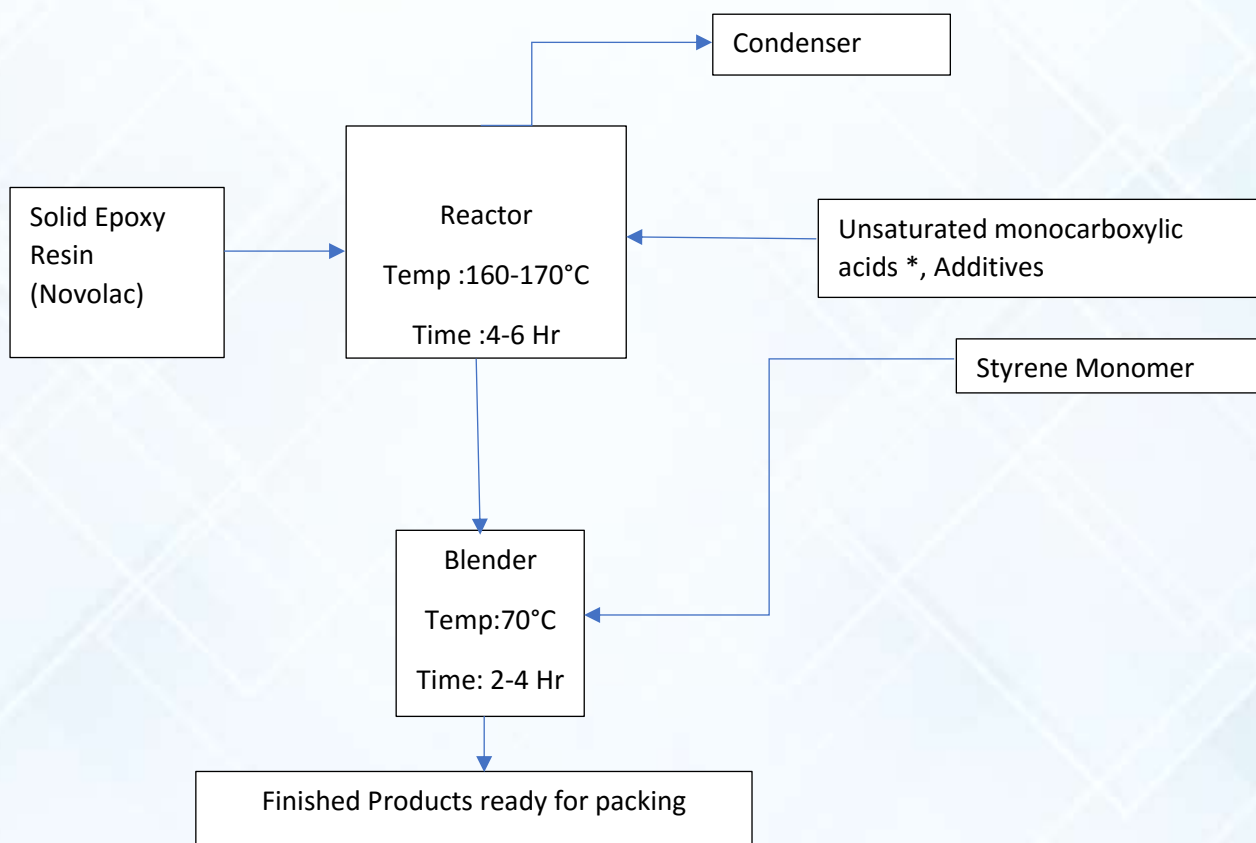 Condenser
Solid Epoxy
Resin
(Novolac)
Reactor
Temp :160-170°C
Time :4-6 Hr
Unsaturated monocarboxylic
acids *, Additives
Styrene Monomer
Blender
Temp:70°C
Time: 2-4 Hr
Finished Products ready for packing